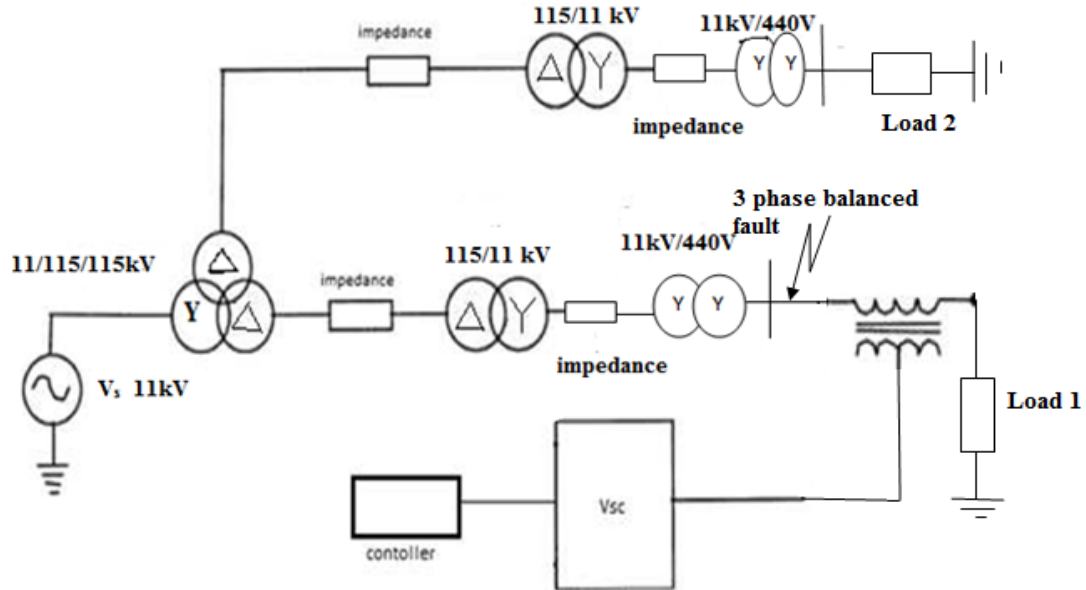 115/11 kV
11kV/440V
impedance
Y Y
impedance
Load 2
3 phase balanced
fault
11kV/440V
11/115/115kV
115/11 kV
impedance
Y
Y Y
Y
Y
impedance
Vs 11kV
Load 1
Vsc
contoller